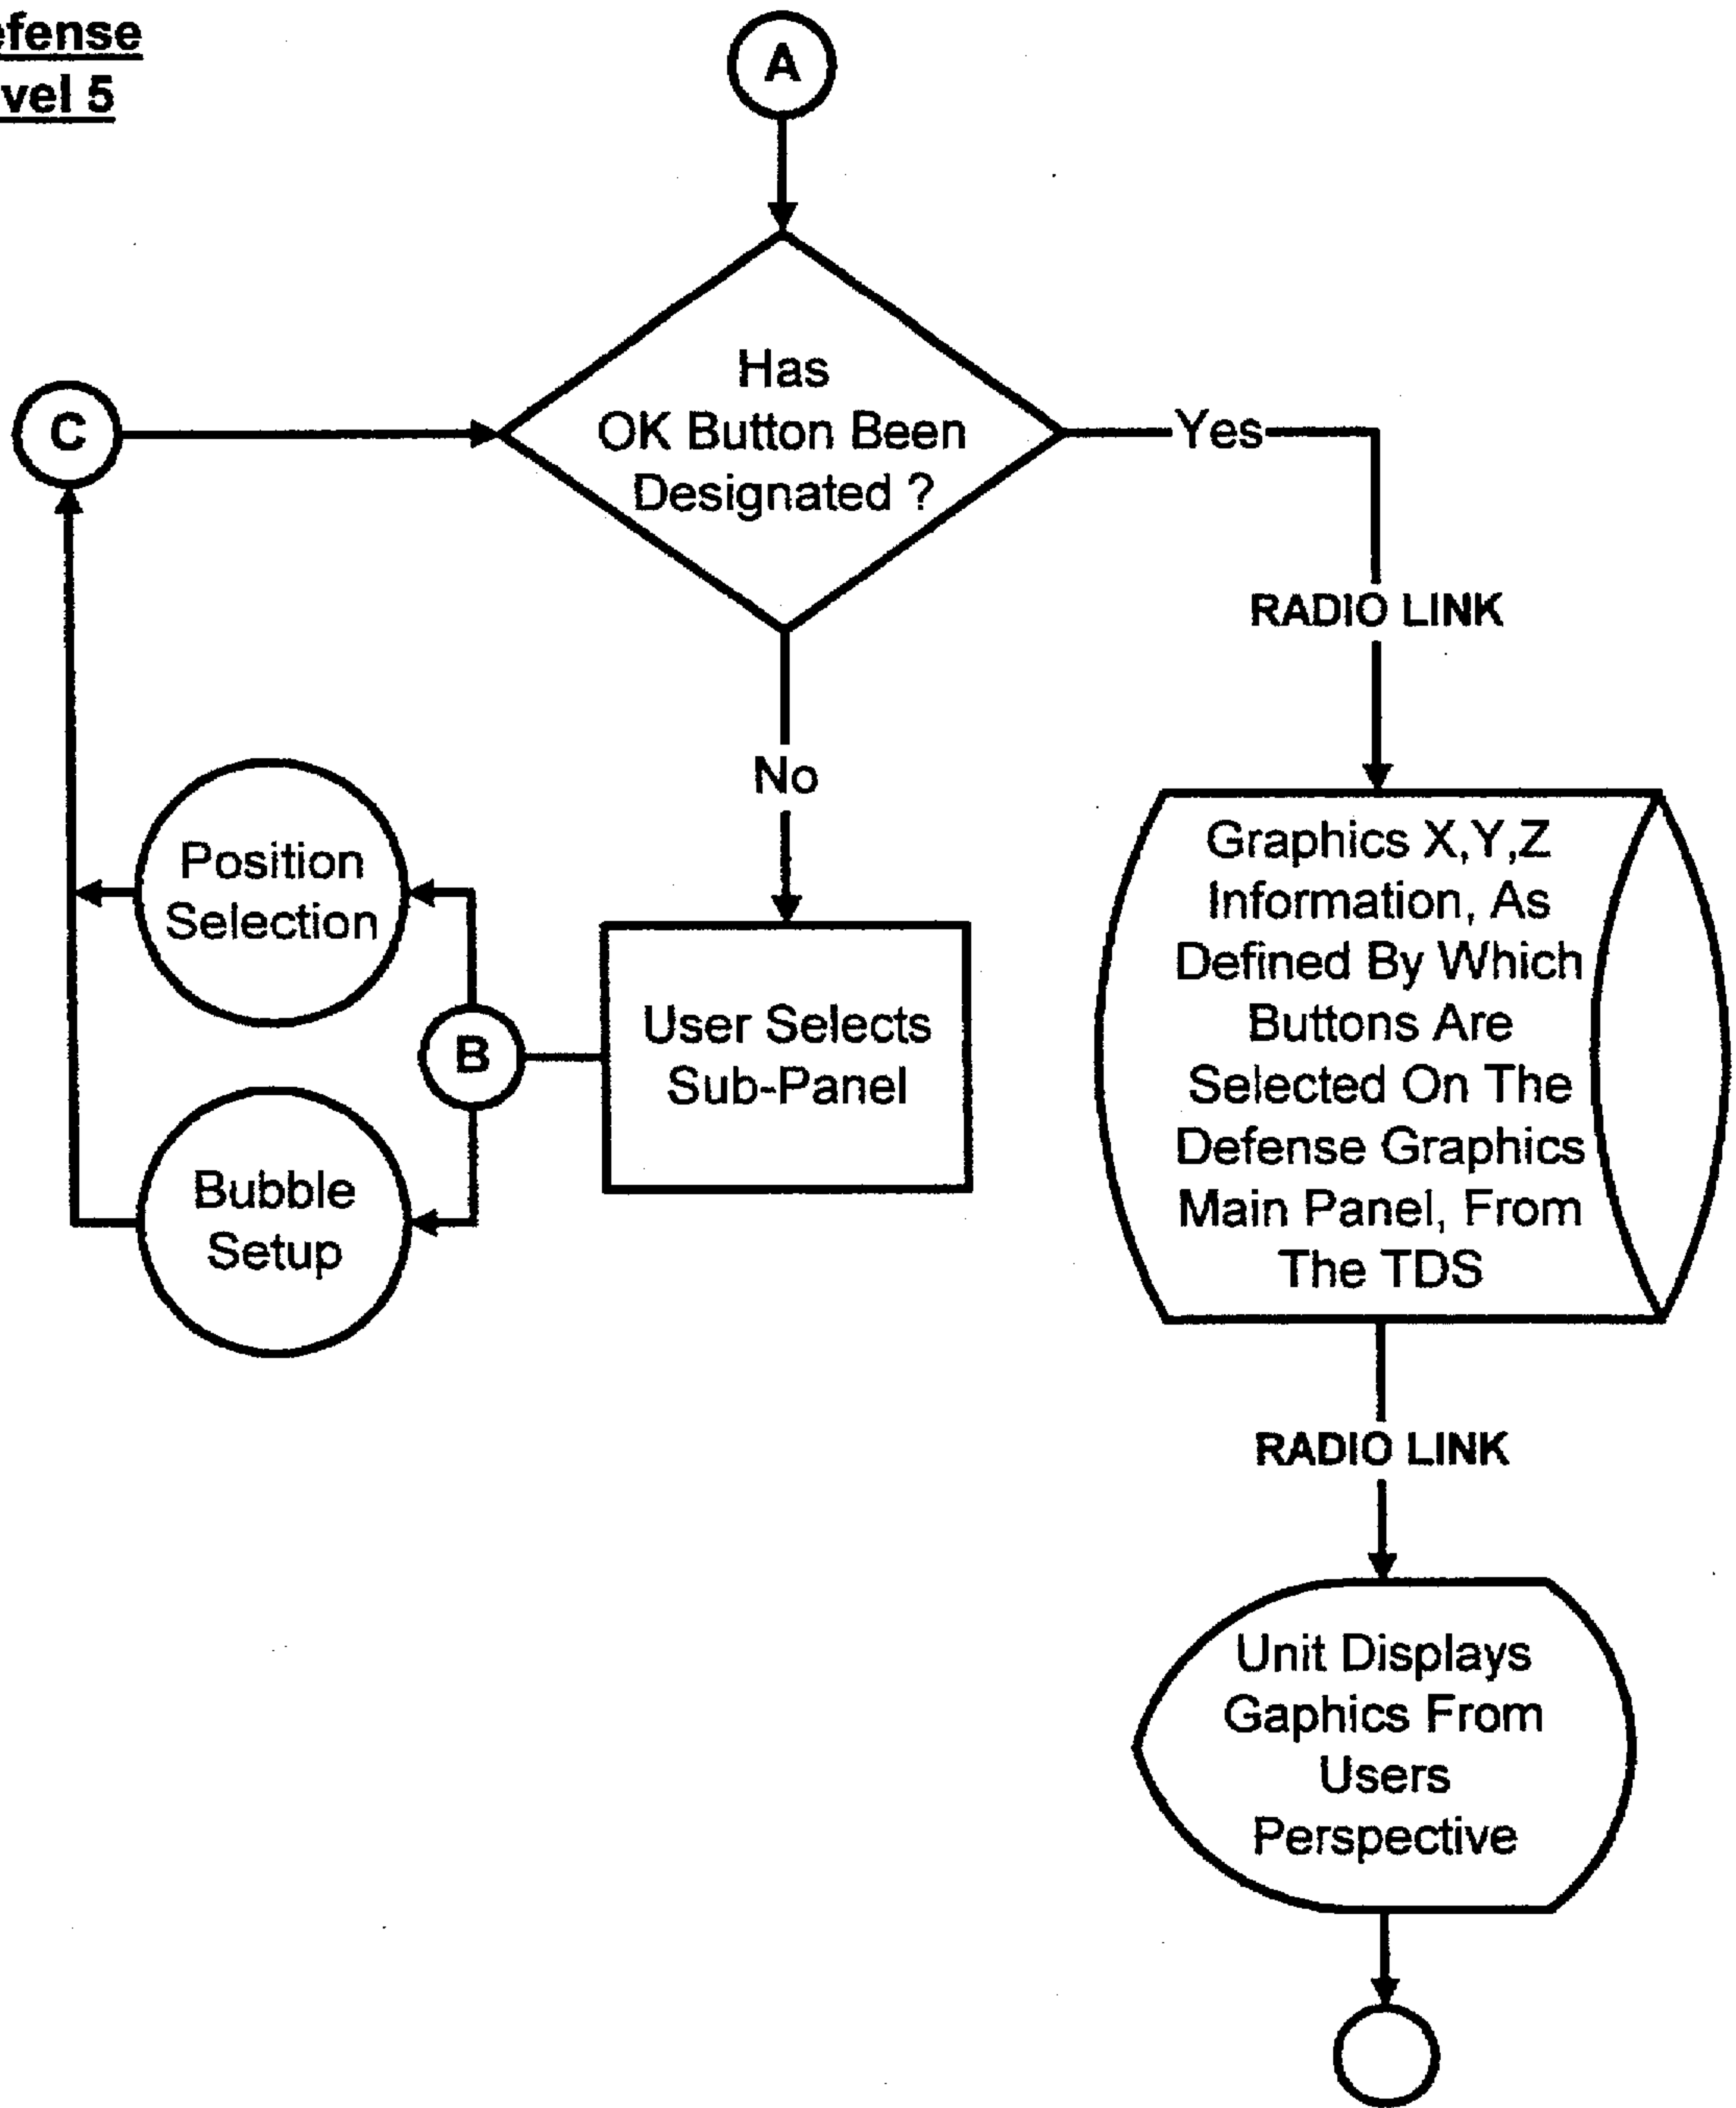 efense
vel 5
A
Has
OK Button Been
Designated ?
C
Yes
RADIO LINK
No
Position
Selection
B
User Selects
Sub-Panel
Bubble
Setup
Graphics X,Y,Z
Information, As
Defined By Which
Buttons Are
Selected On The
Defense Graphics
Main Panel, From
The TDS
RADIO LINK
Unit Displays
Gaphics From
Users
Perspective